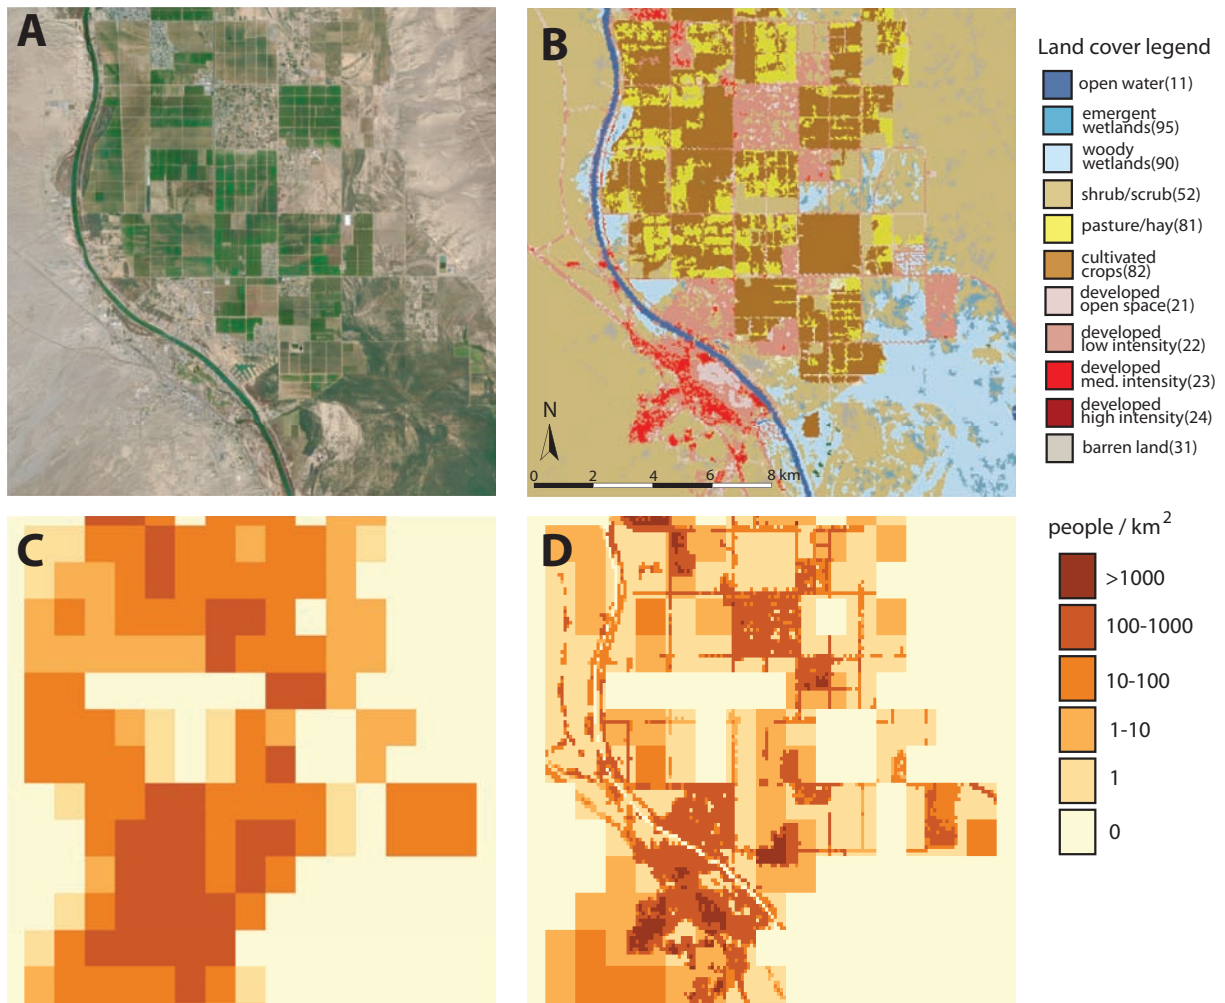 A
B
Land cover legend
open water(11)
emergent
wetlands(95)
woody
wetlands(90)
shrub/scrub(52)
pasture/hay(81)
cultivated
crops(82)
developed
open space(21)
developed
low intensity(22)
developed
med. intensity(23)
developed
high intensity(24)
barren land(31)
N
0 2 4 6 8 km
C
D
people / km²
>1000
100-1000
10-100
1-10
1
0